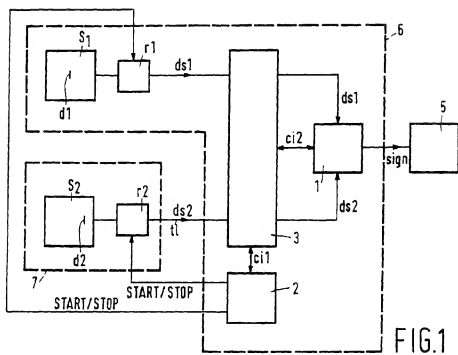 S1
r1
6
ds1
d1
ds1
5
ci2
1
sign
S2
r2
ds2
ds2
tl
3
d2
ci1
7
START/STOP
2
START/STOP
FIG.1